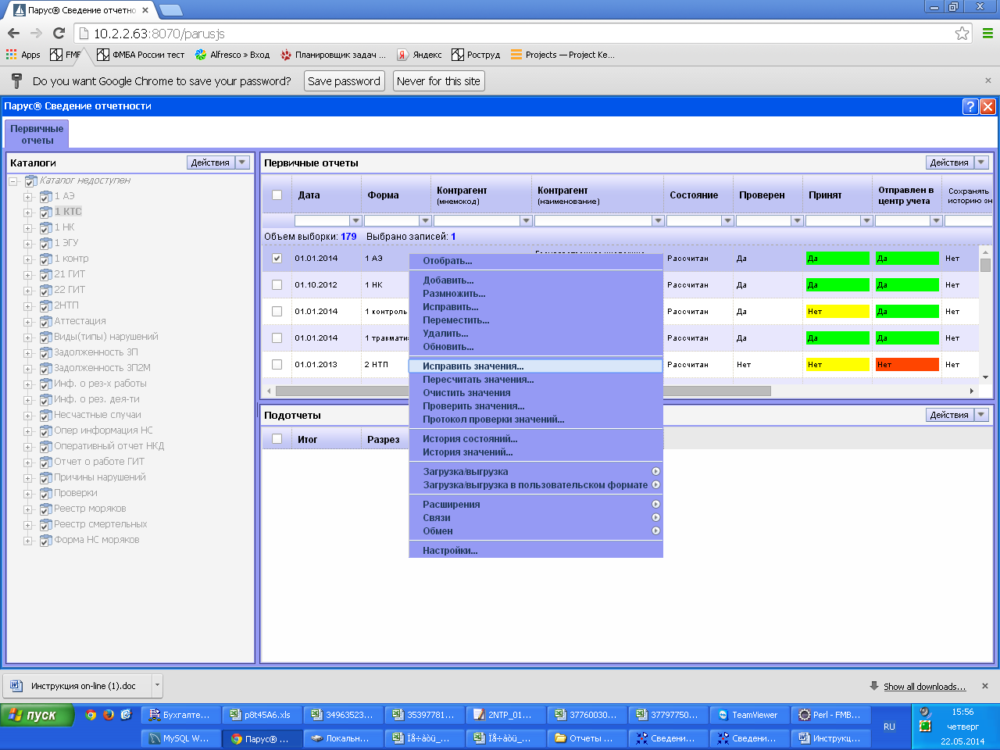 Парус® Сведение отчетно
10.2.2.63:8070/parusjs
Apps
FMF
ФМБА России тест
Alfresco » Вход
Планировщик задач ...
Яндекс
Роструд
Projects — Project Ke...
Do you want Google Chrome to save your password?
Save password
Never for this site
Парус® Сведение отчетности
Первичные отчеты
Каталоги
Действия
Каталог недоступен
1 АЭ
1 КТС
1 НК
1 ЭГУ
1 контр
21 ГИТ
22 ГИТ
2НТП
Аттестация
Виды(типы) нарушений
Задолженность ЗП
Задолженность ЗП2М
Инф. о рез-х работы
Инф. о рез. дея-ти
Несчастные случаи
Опер информация НС
Оперативный отчет НКД
Отчет о работе ГИТ
Причины нарушений
Проверки
Реестр моряков
Реестр смертельных
Форма НС моряков
Первичные отчеты
Действия
Дата
Форма
Контрагент (мнемокод)
Контрагент (наименование)
Состояние
Проверен
Принят
Отправлен в центр учета
Сохранять историю зн
Объем выборки: 179 Выбрано записей: 1
01.01.2014 1 АЭ Рассчитан Да Да Да Нет
01.10.2012 1 НК Рассчитан Да Да Да Нет
01.01.2014 1 контроль Рассчитан Да Нет Да Нет
01.01.2014 1 травмати Рассчитан Да Да Да Нет
01.01.2013 2 НТП Рассчитан Нет Нет Нет Нет
Отобрать...
Добавить...
Размножить...
Исправить...
Переместить...
Удалить...
Обновить...
Исправить значения...
Пересчитать значения...
Очистить значения
Проверить значения...
Протокол проверки значений...
История состояний...
История значений...
Загрузка/выгрузка
Загрузка/выгрузка в пользовательском формате
Расширения
Связи
Обмен
Настройки...
Подотчеты
Действия
Итог
Разрез
Инструкция on-line (1).doc
Show all downloads...
пуск
Бухгалте...
p8t45A6.xls
34963523...
35397781...
2NTP_01...
37760030...
37797750...
TeamViewer
Perl - FMB...
MySQL W...
Парус® ...
Локальн...
Ïå÷àòü_...
Ïå÷àòü_...
Отчеты ...
Сведени...
Сведени...
Инструкц...
RU
15:56
четверг
22.05.2014